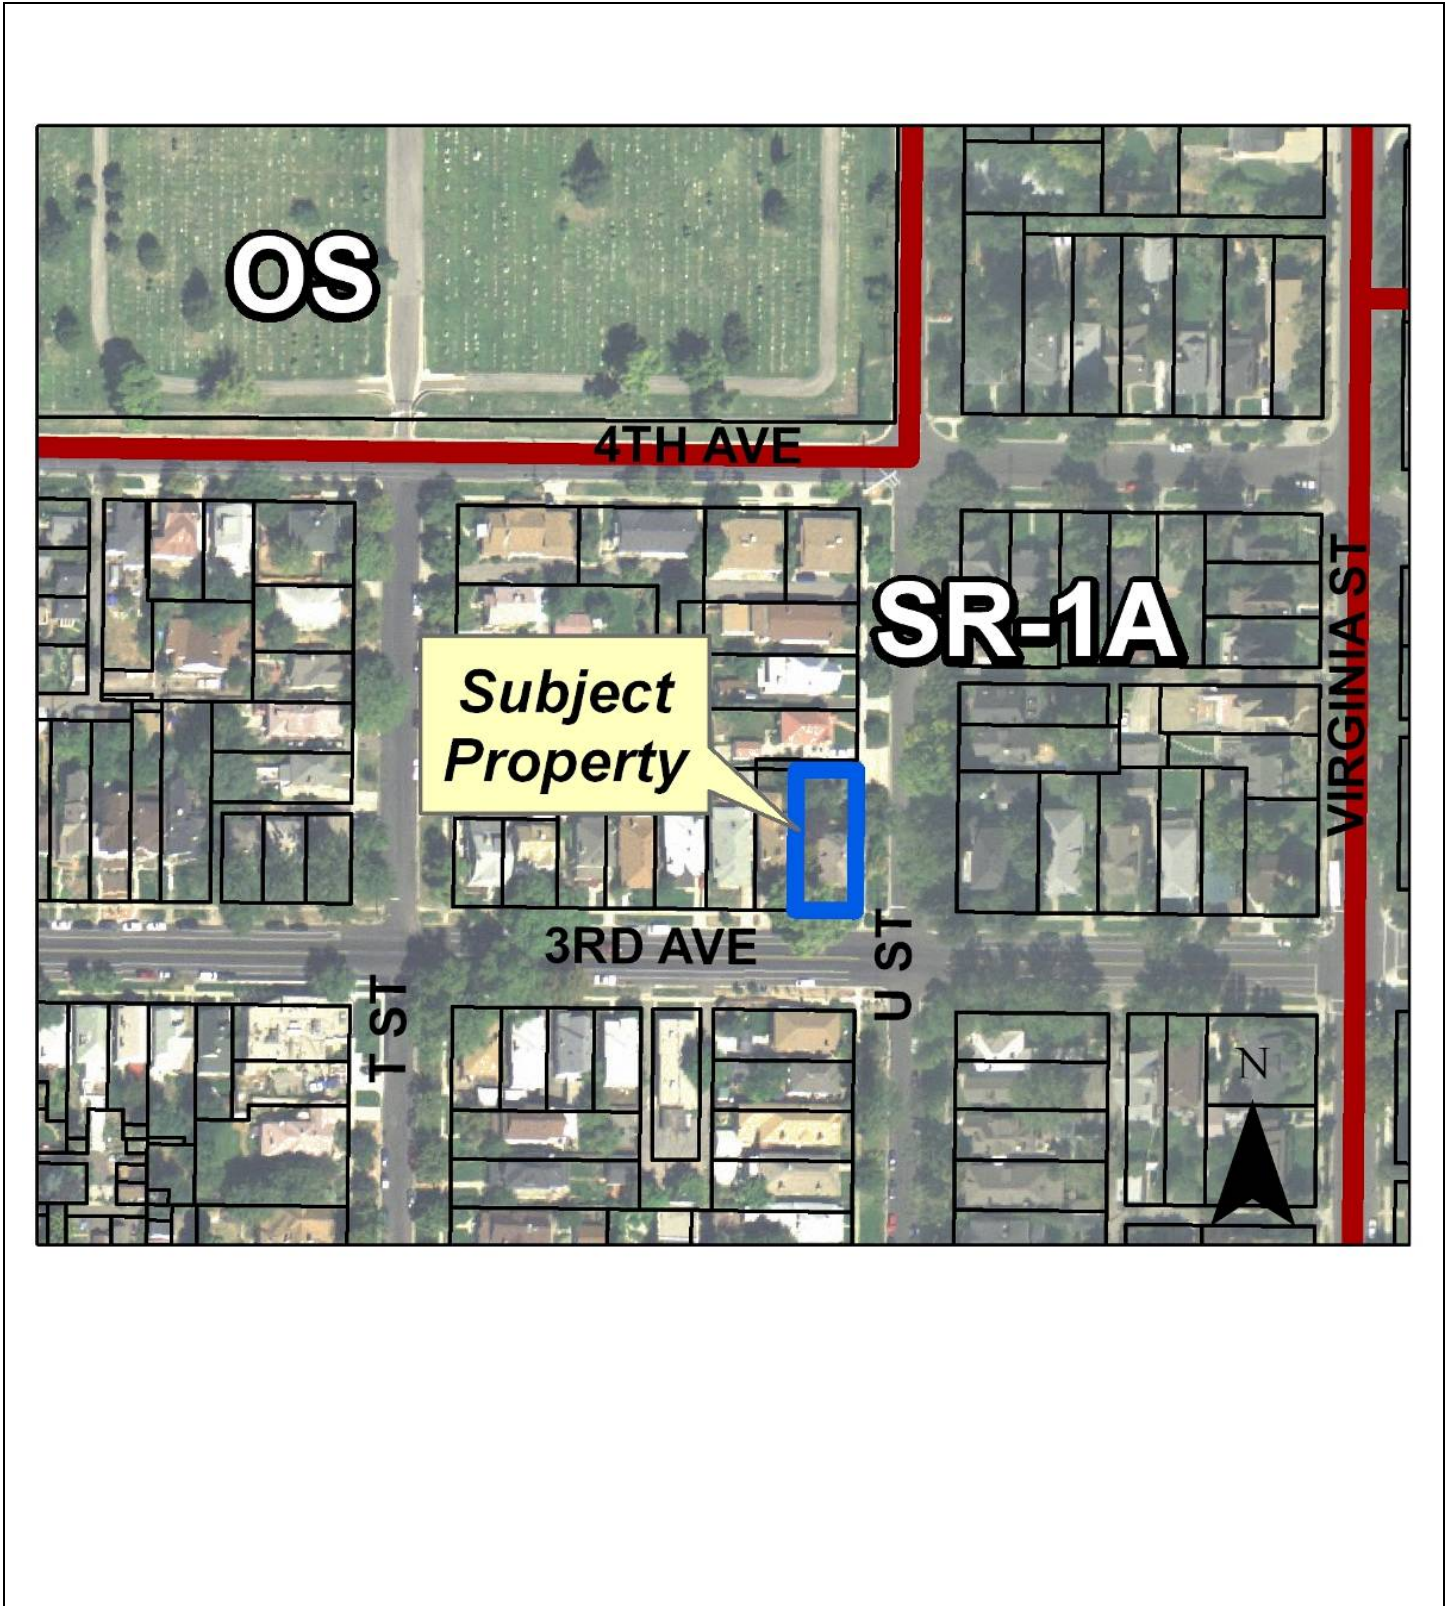 OS
4TH AVE
SR-1A
VIRGINIA ST
Subject
Property
3RD AVE
U ST
T ST
N